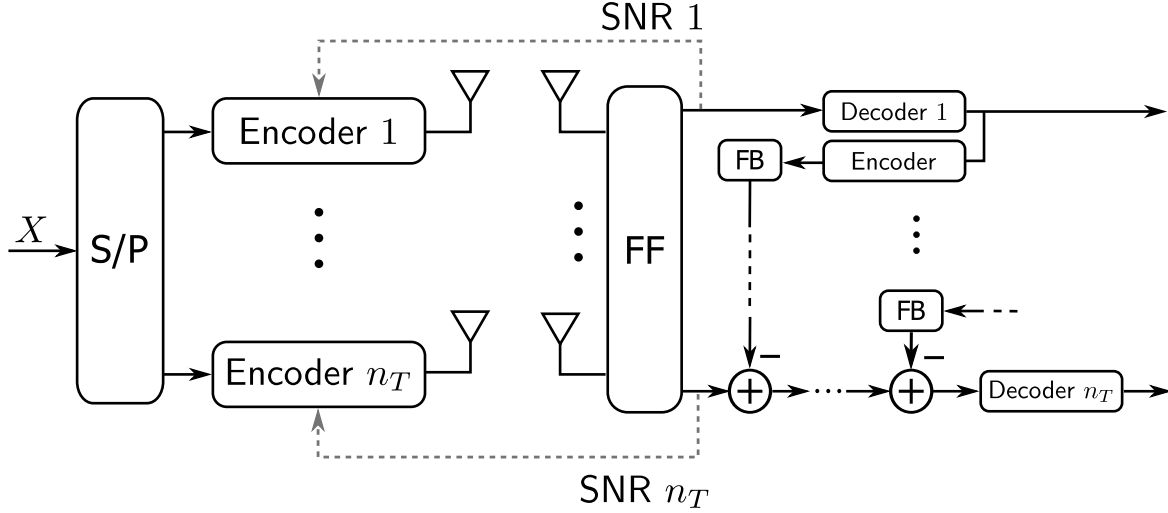 SNR 1
Encoder 1
Decoder 1
FB
Encoder
X
S/P
FF
FB
Encoder n_T
Decoder n_T
SNR n_T